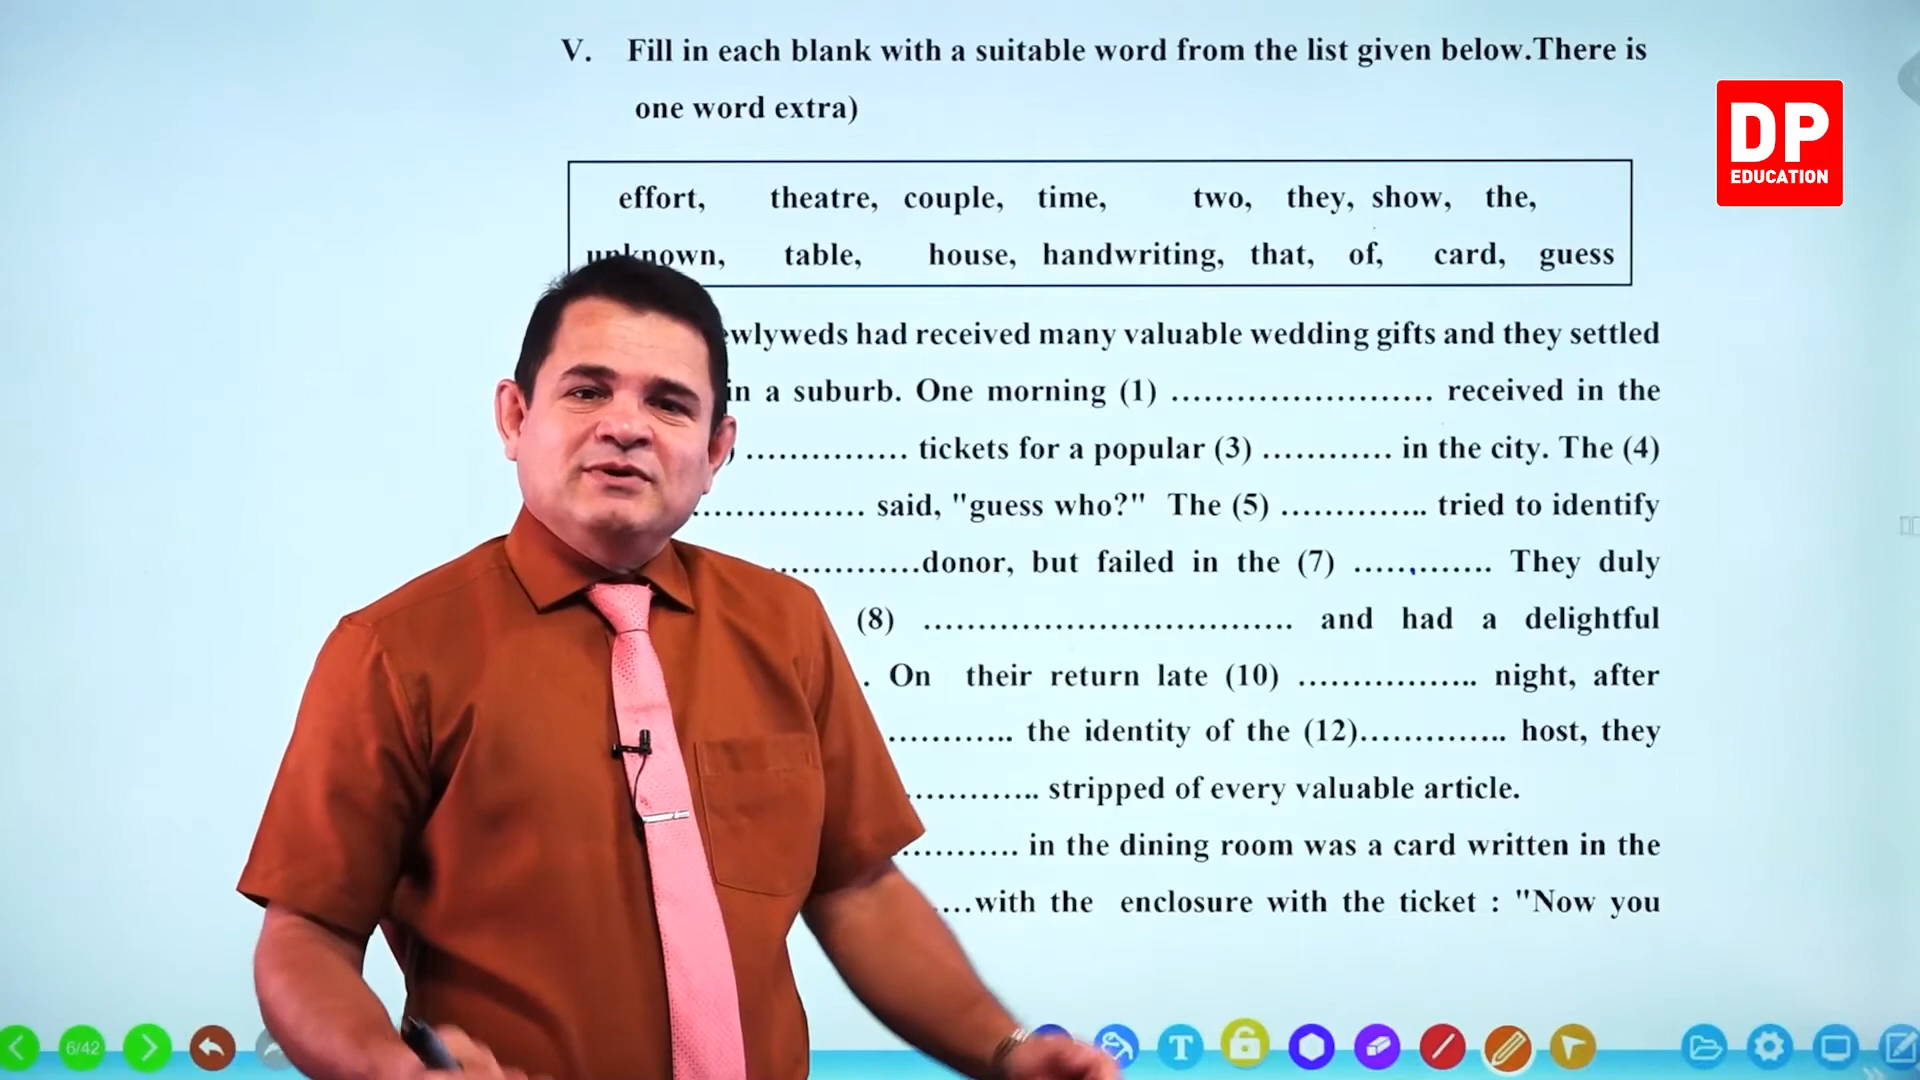 V. Fill in each blank with a suitable word from the list given below.There is
one word extra)
DP
EDUCATION
effort, theatre, couple, time, two, they, show, the,
unknown, table, house, handwriting, that, of, card, guess
ewlyweds had received many valuable wedding gifts and they settled
in a suburb. One morning (1) ......................... received in the
) ............... tickets for a popular (3) ............ in the city. The (4)
................ said, "guess who?" The (5) ............. tried to identify
..............donor, but failed in the (7) ............. They duly
(8) ................................. and had a delightful
. On their return late (10) ................ night, after
............ the identity of the (12)............. host, they
............. stripped of every valuable article.
............ in the dining room was a card written in the
....with the enclosure with the ticket : "Now you
6/42
T